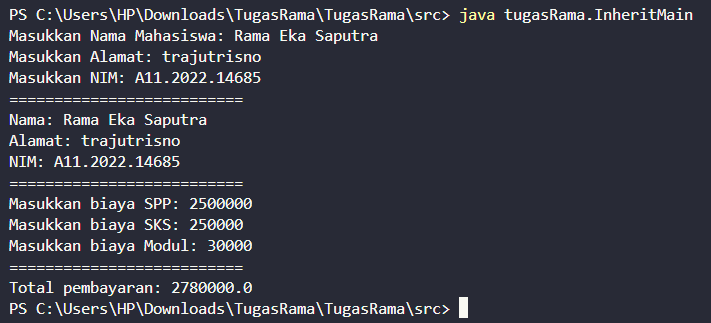 PS C:\Users\HP\Downloads\TugasRama\TugasRama\src> java tugasRama.InheritMain
Masukkan Nama Mahasiswa: Rama Eka Saputra
Masukkan Alamat: trajutrisno
Masukkan NIM: A11.2022.14685
==========================
Nama: Rama Eka Saputra
Alamat: trajutrisno
NIM: A11.2022.14685
==========================
Masukkan biaya SPP: 2500000
Masukkan biaya SKS: 250000
Masukkan biaya Modul: 30000
==========================
Total pembayaran: 2780000.0
PS C:\Users\HP\Downloads\TugasRama\TugasRama\src>